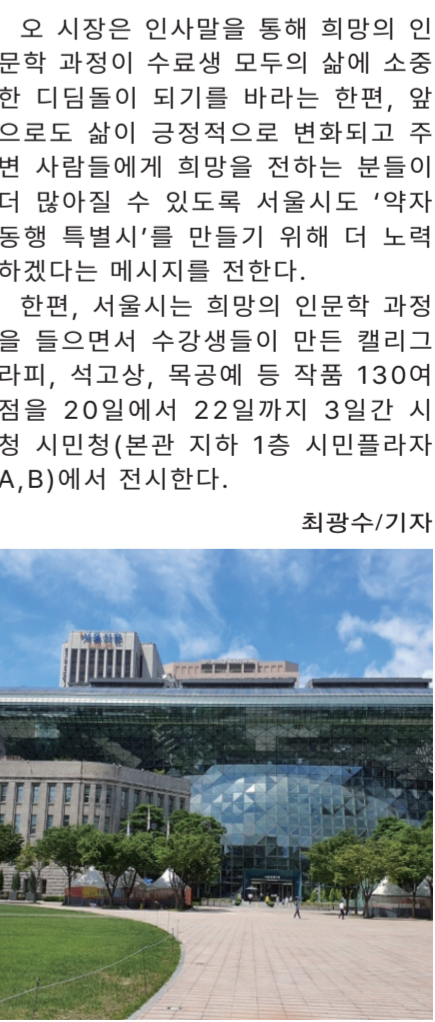 오 시장은 인사말을 통해 희망의 인
문학 과정이 수료생 모두의 삶에 소중
한 디딤돌이 되기를 바라는 한편, 앞
으로도 삶이 긍정적으로 변화되고 주
변 사람들에게 희망을 전하는 분들이
더 많아질 수 있도록 서울시도 ‘약자
동행 특별시’를 만들기 위해 더 노력
하겠다는 메시지를 전한다.
한편, 서울시는 희망의 인문학 과정
을 들으면서 수강생들이 만든 캘리그
라피, 석고상, 목공예 등 작품 130여
점을 20일에서 22일까지 3일간 시
청 시민청(본관 지하 1층 시민플라자
A,B)에서 전시한다.
최광수/기자
서울신문